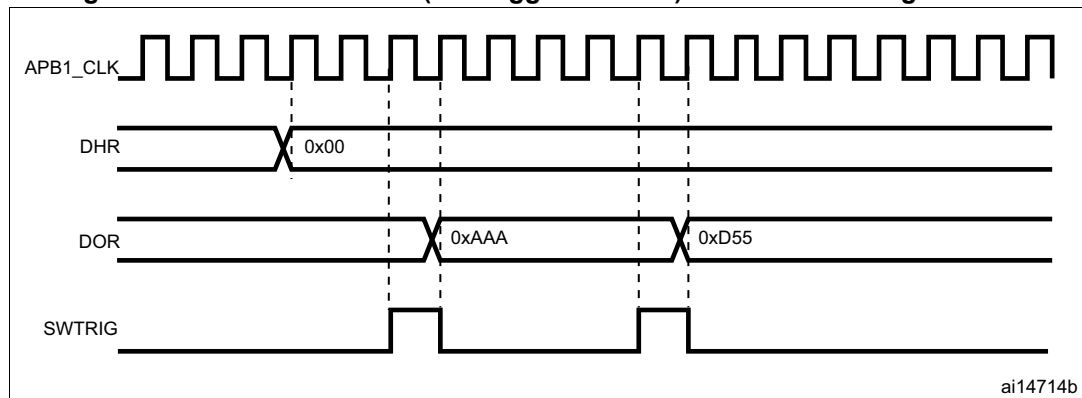 APB1_CLK
DHR
0x00
DOR
0xAAA
0xD55
SWTRIG
ai14714b